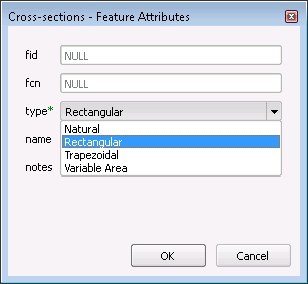 Cross-sections - Feature Attributes
fid NULL
fcn NULL
type* Rectangular
Natural
Rectangular
name Trapezoidal
notes Variable Area
OK Cancel